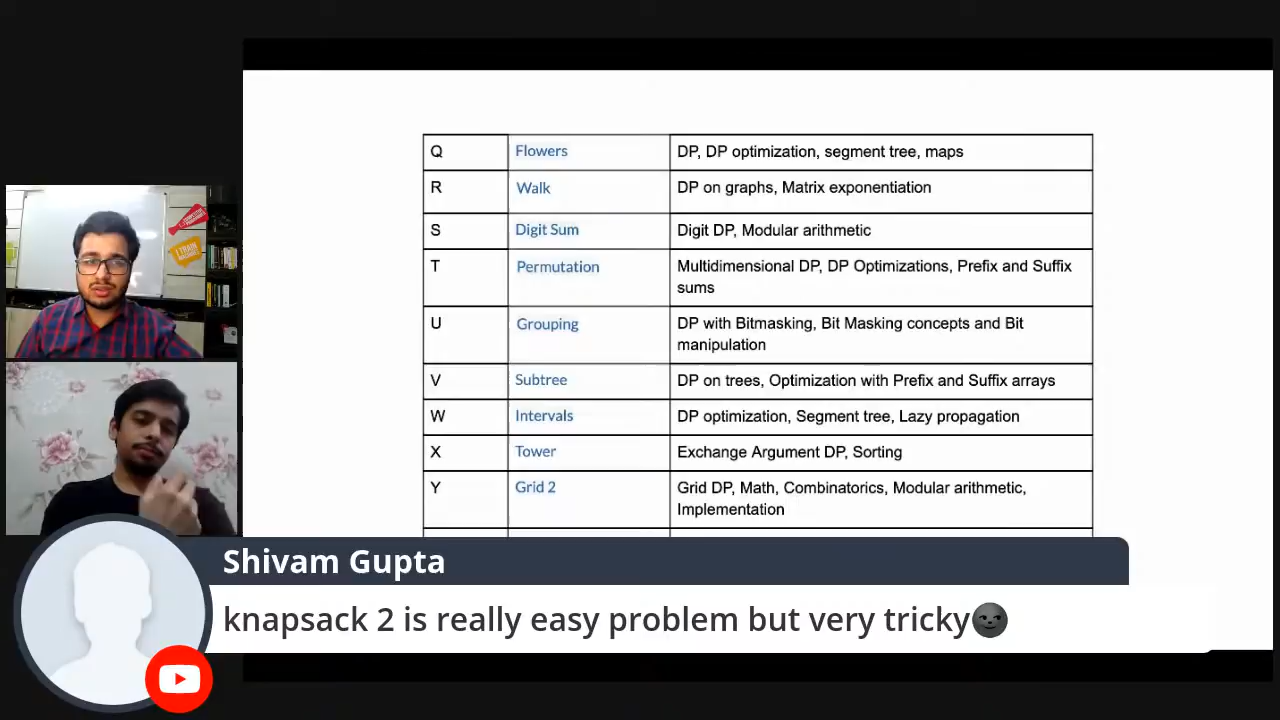 Q Flowers DP, DP optimization, segment tree, maps
R Walk DP on graphs, Matrix exponentiation
S Digit Sum Digit DP, Modular arithmetic
T Permutation Multidimensional DP, DP Optimizations, Prefix and Suffix
sums
U Grouping DP with Bitmasking, Bit Masking concepts and Bit
manipulation
V Subtree DP on trees, Optimization with Prefix and Suffix arrays
W Intervals DP optimization, Segment tree, Lazy propagation
X Tower Exchange Argument DP, Sorting
Y Grid 2 Grid DP, Math, Combinatorics, Modular arithmetic,
Implementation
Shivam Gupta
knapsack 2 is really easy problem but very tricky🌚